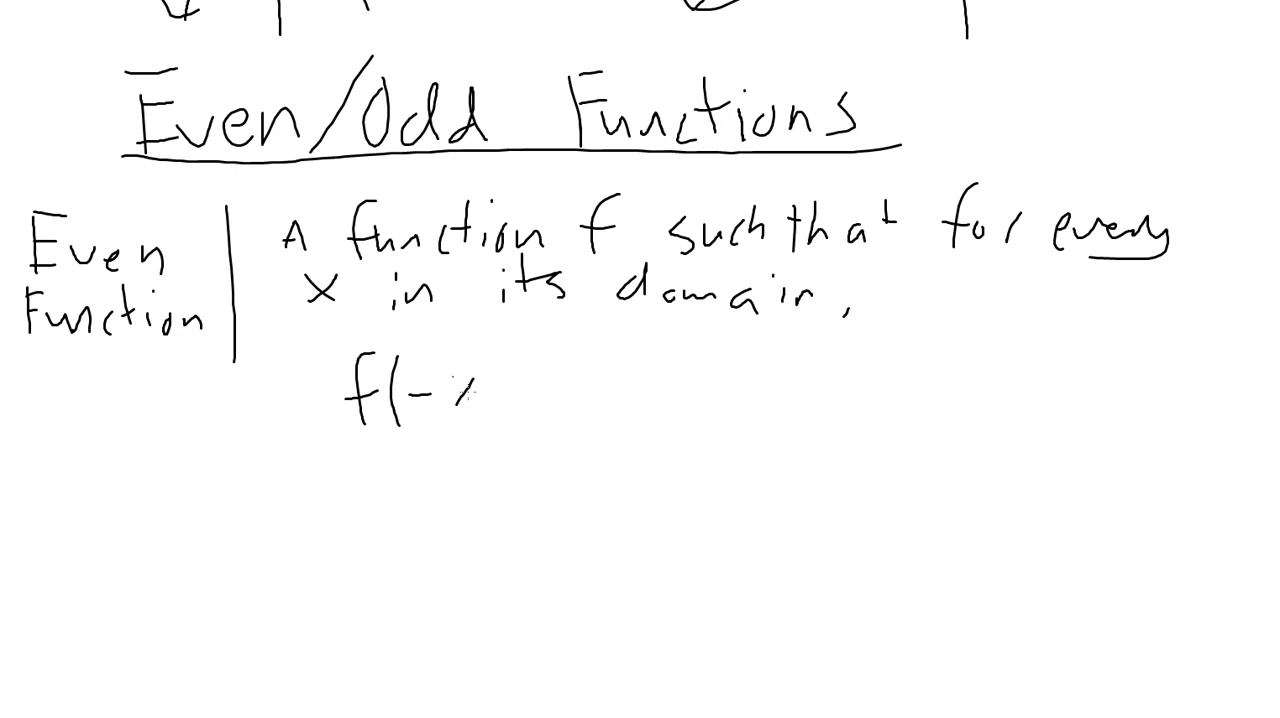 Even/Odd Functions
Even
Function
A function f such that for every
x in its domain,
f(-